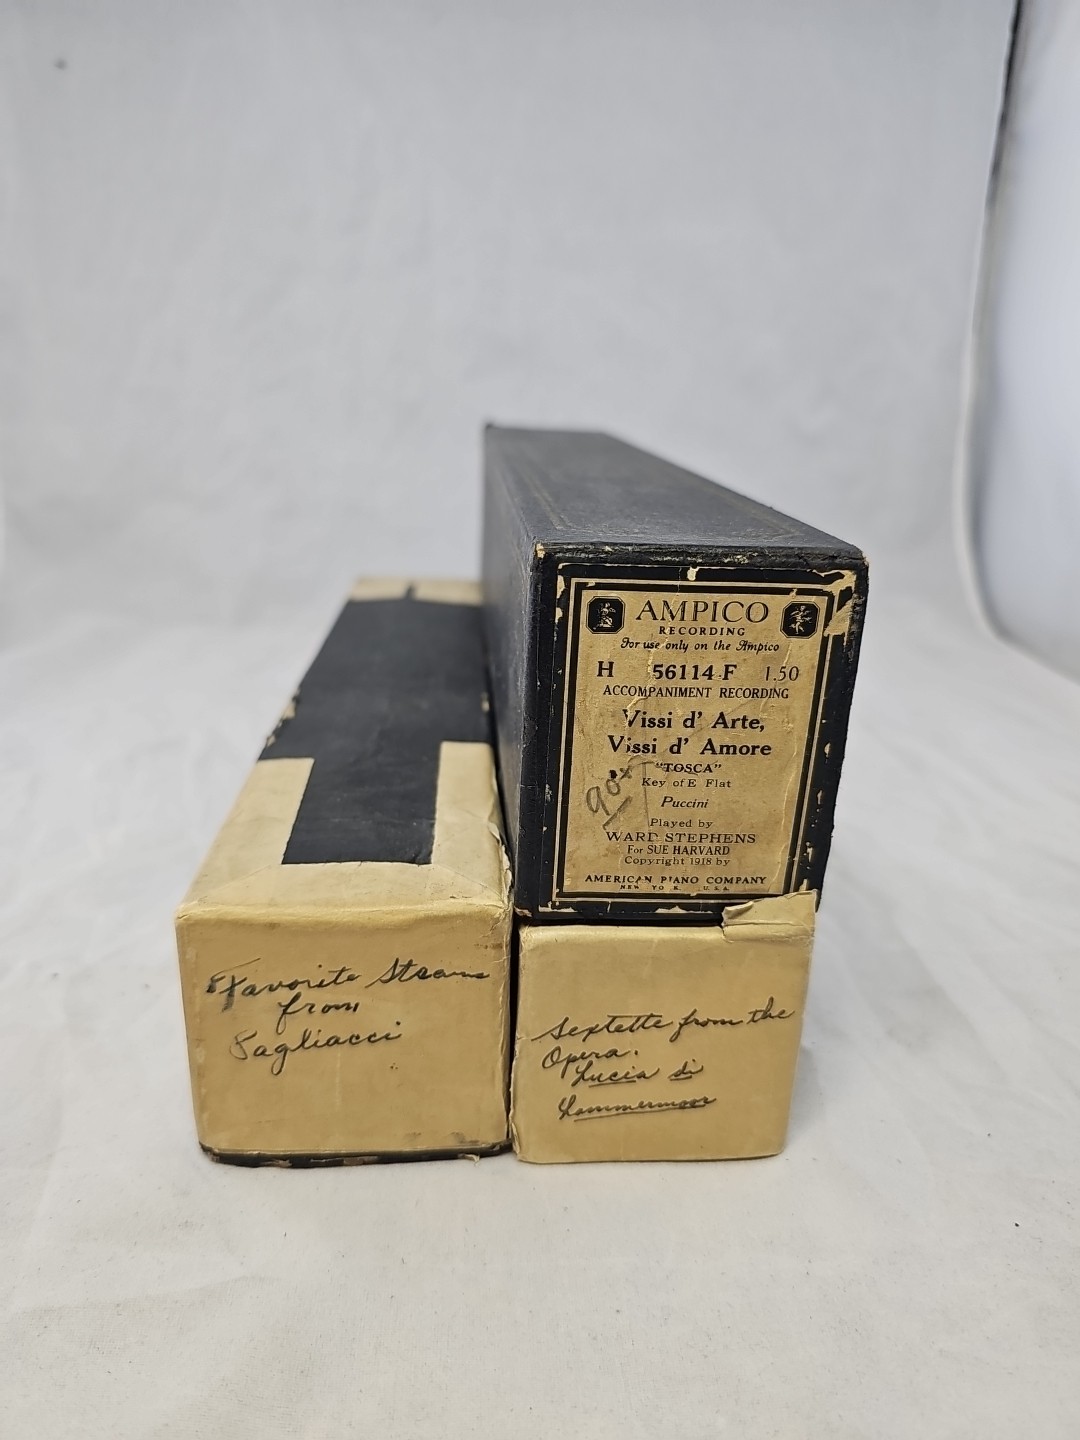 AMPICO
RECORDING
For use only on the Ampico
H 56114 F 1.50
ACCOMPANIMENT RECORDING
Vissi d' Arte,
Vissi d' Amore
"TOSCA"
Key of E Flat
Puccini
Played by
WARD STEPHENS
For SUE HARVARD
Copyright 1918 by
AMERICAN PIANO COMPANY
NEW YORK U.S.A.
Favorite
from
Pagliacci
Sextette from the
Opera.
Lucia di
Lammermoor